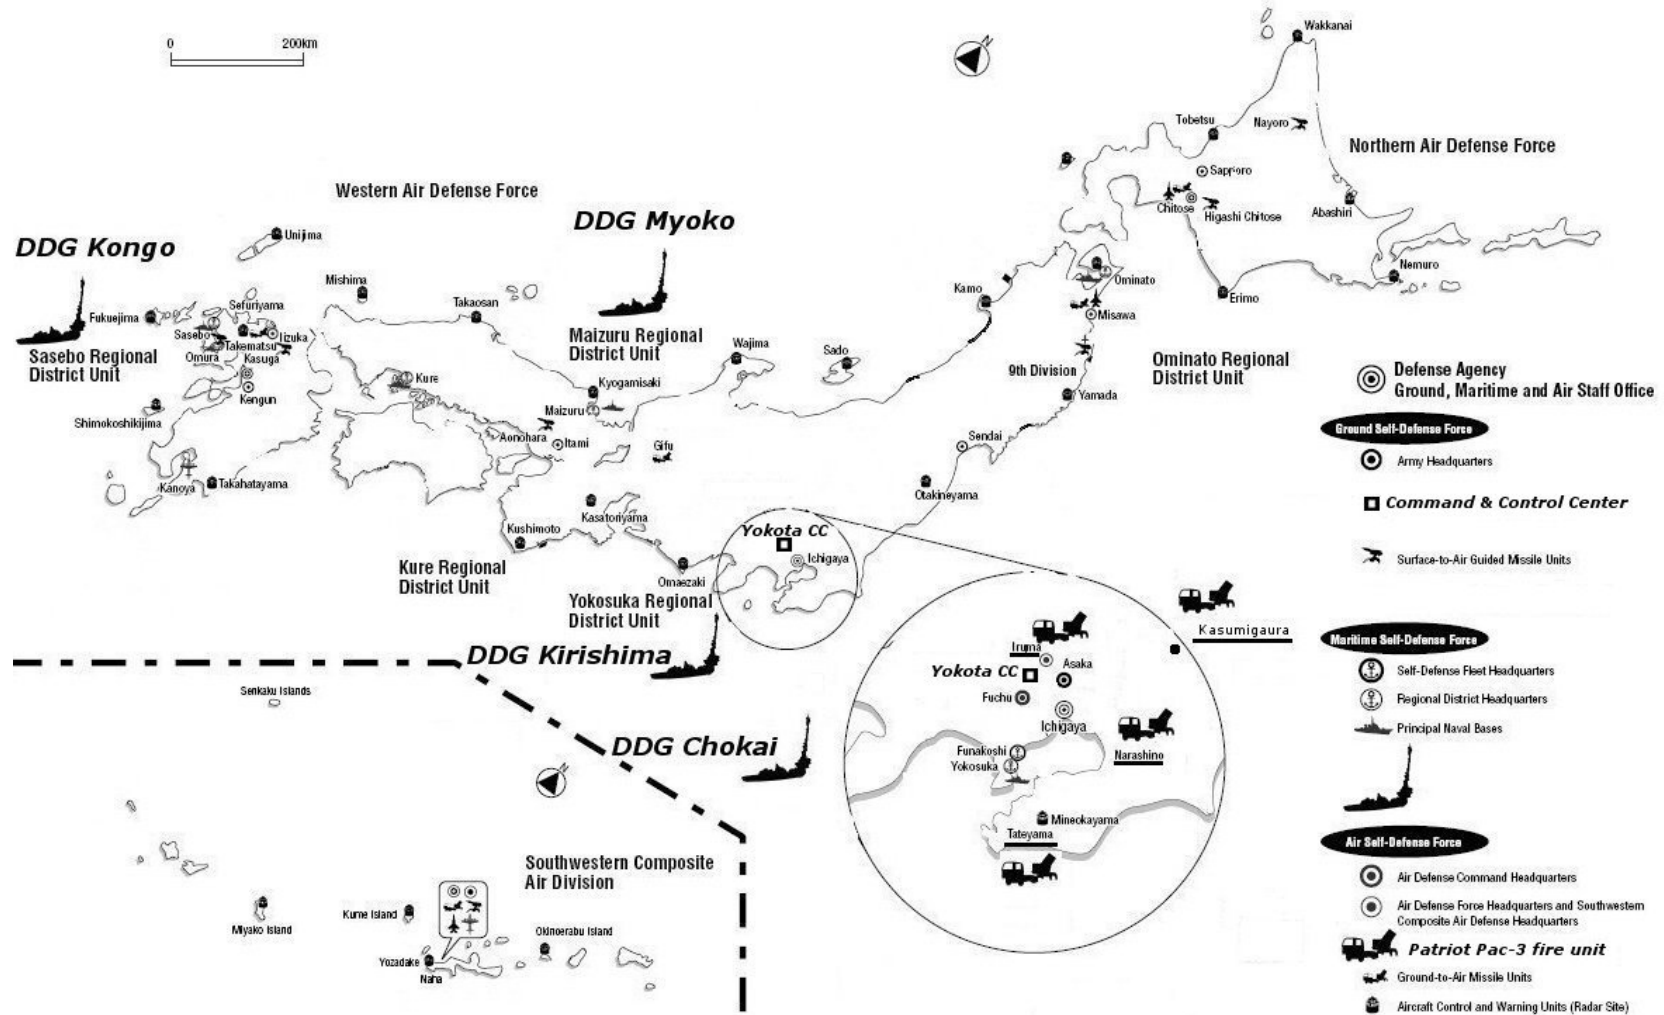 0
200km
N
Wakkanai
Tobetsu
Nayoro
Northern Air Defense Force
Sapporo
Western Air Defense Force
DDG Myoko
Chitose
Higashi Chitose
Abashiri
DDG Kongo
Unijima
Nemuro
Mishima
Ominato
Kamo
Erimo
Takaosan
Fukuejima
Sefuriyama
Misawa
Sasebo
Iizuka
Takematsu
Omura
Kasuga
Sasebo Regional
District Unit
Maizuru Regional
District Unit
Wajima
Sado
9th Division
Ominato Regional
District Unit
Kure
Kyogamisaki
Kengun
Yamada
Maizuru
Shimokoshikijima
Aonohara
Itami
Gifu
Sendai
Kanoya
Takahatayama
Otakineyama
Kasatoriyama
Kushimoto
Yokota CC
Ichigaya
Kure Regional
District Unit
Omaezaki
Yokosuka Regional
District Unit
DDG Kirishima
Senkaku Islands
DDG Chokai
Southwestern Composite
Air Division
Kume Island
Miyako Island
Okinoerabu Island
Yozadake
Naha
Kasumigaura
Iruma
Asaka
Yokota CC
Fuchu
Ichigaya
Narashino
Funakoshi
Yokosuka
Mineokayama
Tateyama
Defense Agency
Ground, Maritime and Air Staff Office
Ground Self-Defense Force
Army Headquarters
Command & Control Center
Surface-to-Air Guided Missile Units
Maritime Self-Defense Force
Self-Defense Fleet Headquarters
Regional District Headquarters
Principal Naval Bases
Air Self-Defense Force
Air Defense Command Headquarters
Air Defense Force Headquarters and Southwestern
Composite Air Defense Headquarters
Patriot Pac-3 fire unit
Ground-to-Air Missile Units
Aircraft Control and Warning Units (Radar Site)